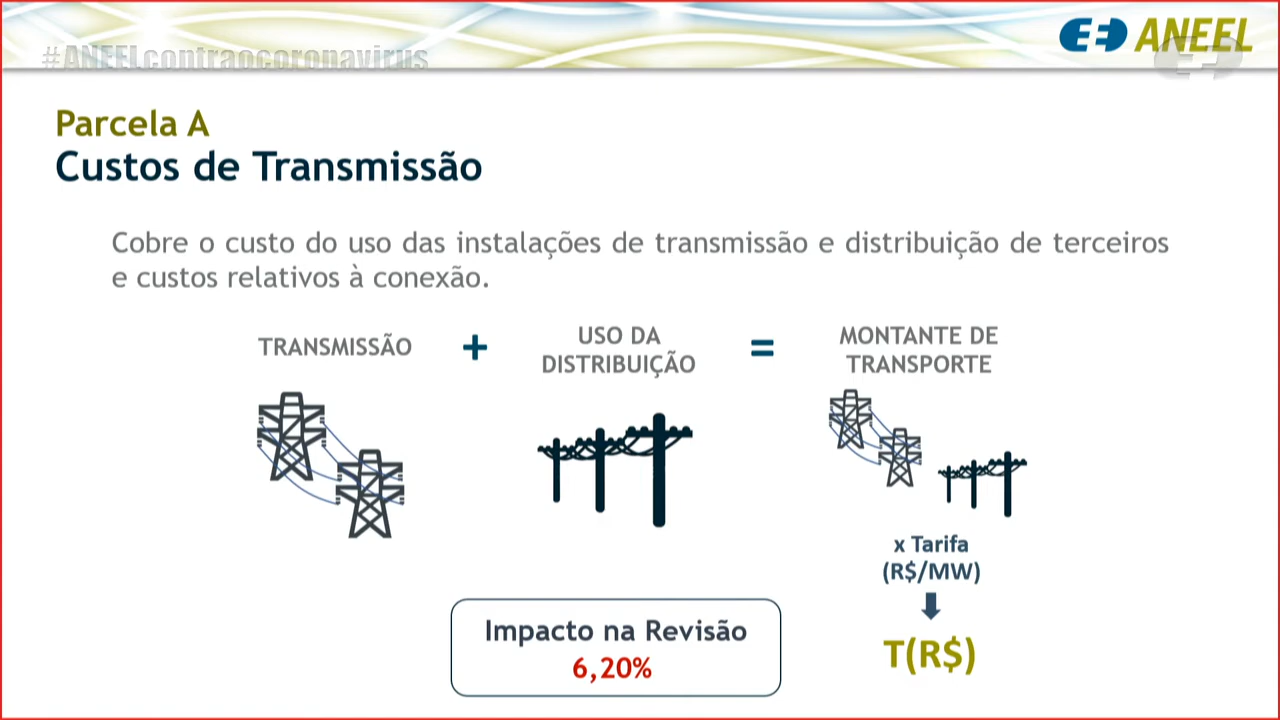 #ANEELcontraocoronavirus
ANEEL
Parcela A
Custos de Transmissão
Cobre o custo do uso das instalações de transmissão e distribuição de terceiros
e custos relativos à conexão.
TRANSMISSÃO
+
USO DA
DISTRIBUIÇÃO
=
MONTANTE DE
TRANSPORTE
x Tarifa
(R$/MW)
T(R$)
Impacto na Revisão
6,20%